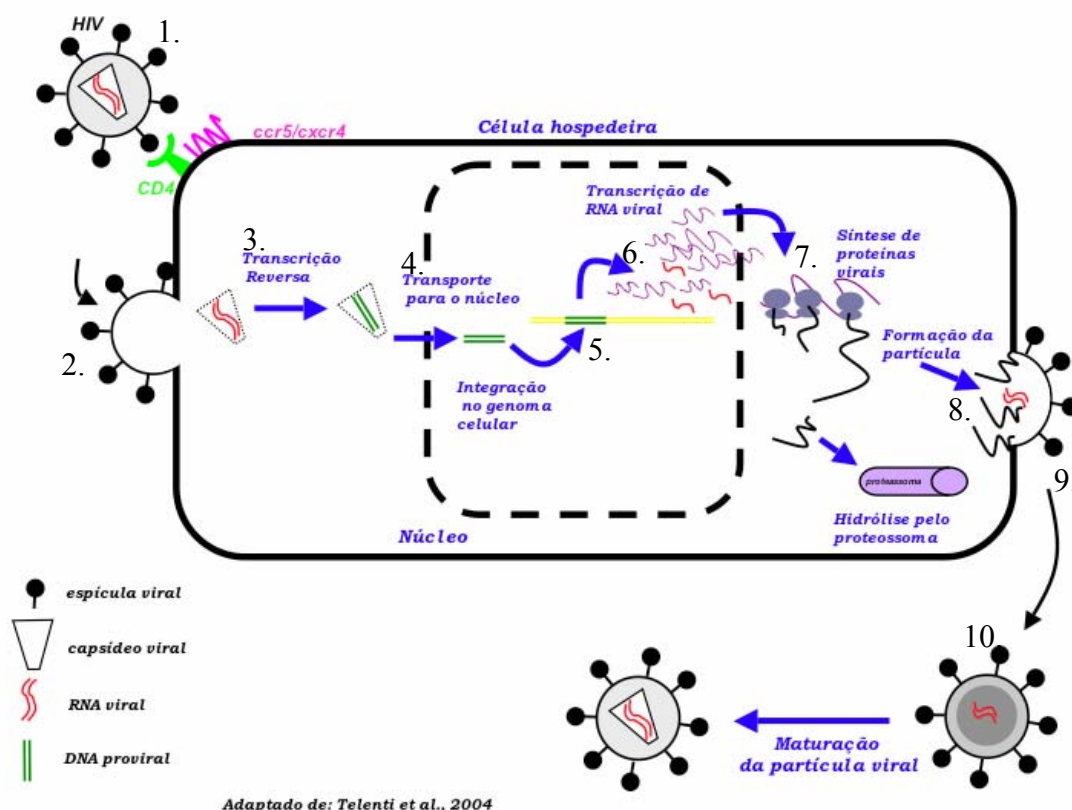 HIV
1.
ccr5/cxcr4
CD4
Célula hospedeira
2.
3.
Transcrição
Reversa
4.
Transporte
para o núcleo
5.
Integração
no genoma
celular
Transcrição de
RNA viral
6.
7.
Síntese de
proteínas
virais
Formação da
partícula
8.
9.
proteassoma
Hidrólise pelo
proteossoma
Núcleo
espícula viral
capsídeo viral
RNA viral
DNA proviral
10.
Maturação
da partícula viral
Adaptado de: Telenti et al., 2004